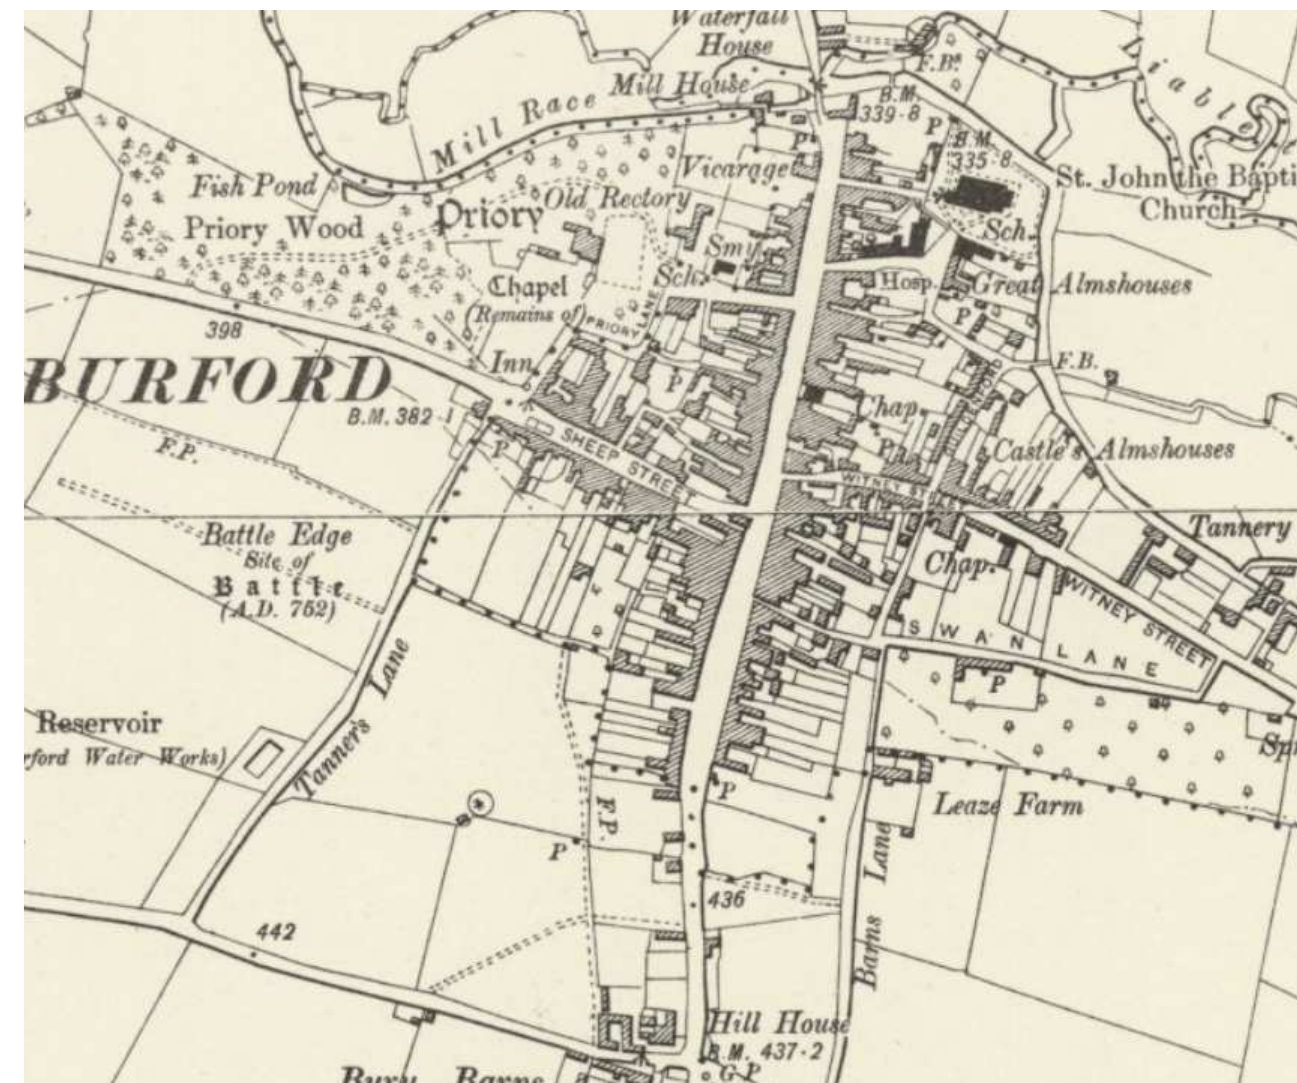 Waterfall
House
Mill House
F.B.
B.M.
339·8
Liable
Mill Race
P
P
B.M.
335·8
Vicarage
St. John the Bapti
Church
Fish Pond
Old Rectory
Priory
Priory Wood
Sch.
Smy.
Sch.
Chapel
(Remains of)
PRIORY LANE
Hosp.
Great Almshouses
P
398
Inn
F.B.
BURFORD
P
B.M. 382·1
Chap.
F.P.
P
SHEEP STREET
P
Castle's Almshouses
WITNEY STREET
Battle Edge
Site of
Battle
(A.D. 752)
Tannery
Chap.
WITNEY STREET
SWAN LANE
P
Tanner's Lane
Reservoir
rford Water Works)
Sp
P
Leaze Farm
F.P.
P
Barns Lane
436
442
Hill House
B.M. 437·2
G.P.
Bury Barns